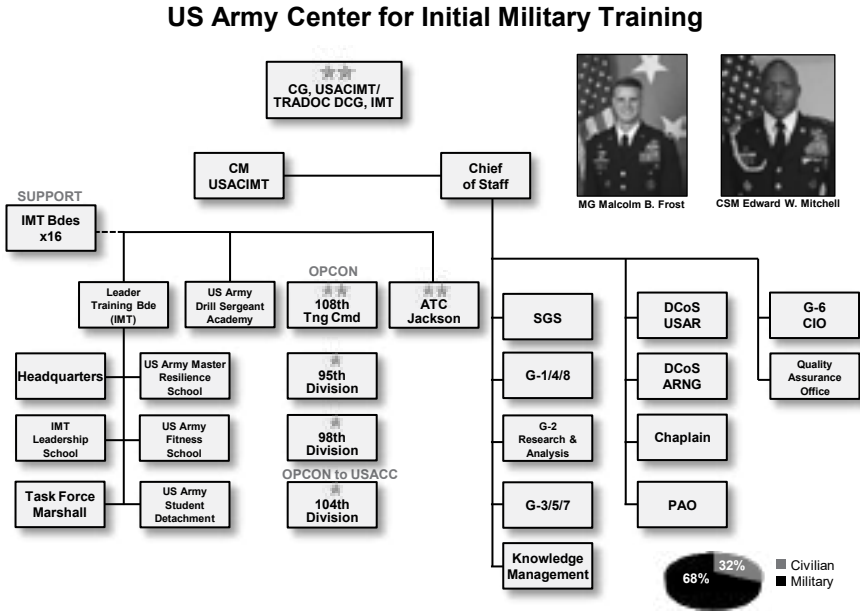 US Army Center for Initial Military Training
CG, USACIMT/
TRADOC DCG, IMT
MG Malcolm B. Frost
CSM Edward W. Mitchell
CM
USACIMT
Chief
of Staff
SUPPORT
IMT Bdes
x16
Leader
Training Bde
(IMT)
US Army
Drill Sergeant
Academy
OPCON
108th
Tng Cmd
ATC
Jackson
Headquarters
US Army Master
Resilience
School
IMT
Leadership
School
US Army
Fitness
School
Task Force
Marshall
US Army
Student
Detachment
95th
Division
98th
Division
OPCON to USACC
104th
Division
SGS
G-1/4/8
G-2
Research &
Analysis
G-3/5/7
Knowledge
Management
DCoS
USAR
DCoS
ARNG
Chaplain
PAO
G-6
CIO
Quality
Assurance
Office
32%
68%
Civilian
Military